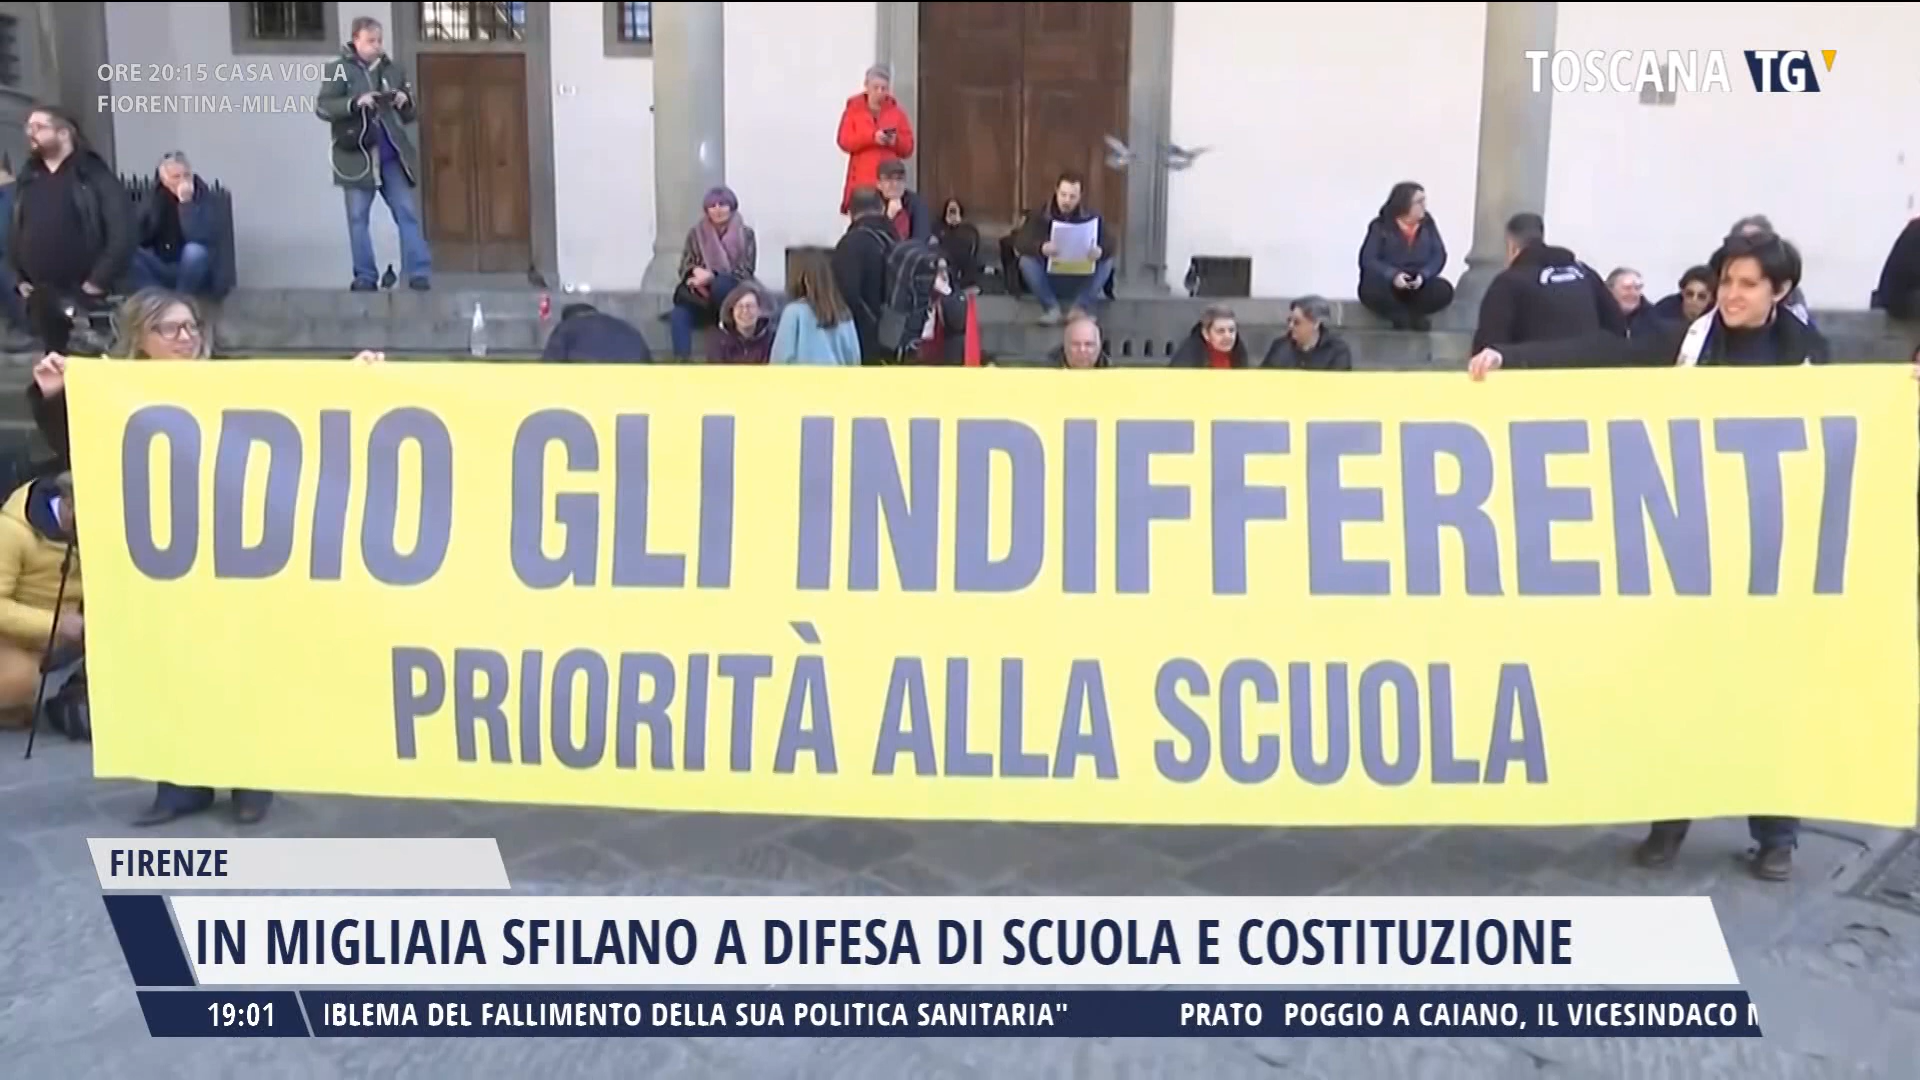 ORE 20:15 CASA VIOLA
FIORENTINA-MILAN
TOSCANA TG
ODIO GLI INDIFFERENTI
PRIORITÀ ALLA SCUOLA
FIRENZE
IN MIGLIAIA SFILANO A DIFESA DI SCUOLA E COSTITUZIONE
19:01 IBLEMA DEL FALLIMENTO DELLA SUA POLITICA SANITARIA" PRATO POGGIO A CAIANO, IL VICESINDACO